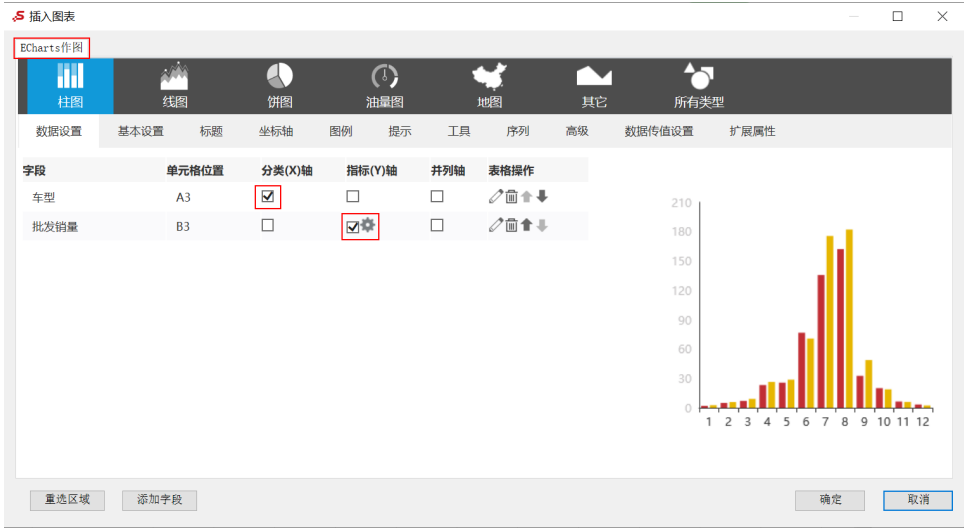 插入图表
ECharts作图
柱图 线图 饼图 油量图 地图 其它 所有类型
数据设置 基本设置 标题 坐标轴 图例 提示 工具 序列 高级 数据传值设置 扩展属性
字段 单元格位置 分类(X)轴 指标(Y)轴 并列轴 表格操作
车型 A3
批发销量 B3
210
180
150
120
90
60
30
0
1 2 3 4 5 6 7 8 9 10 11 12
重选区域 添加字段 确定 取消